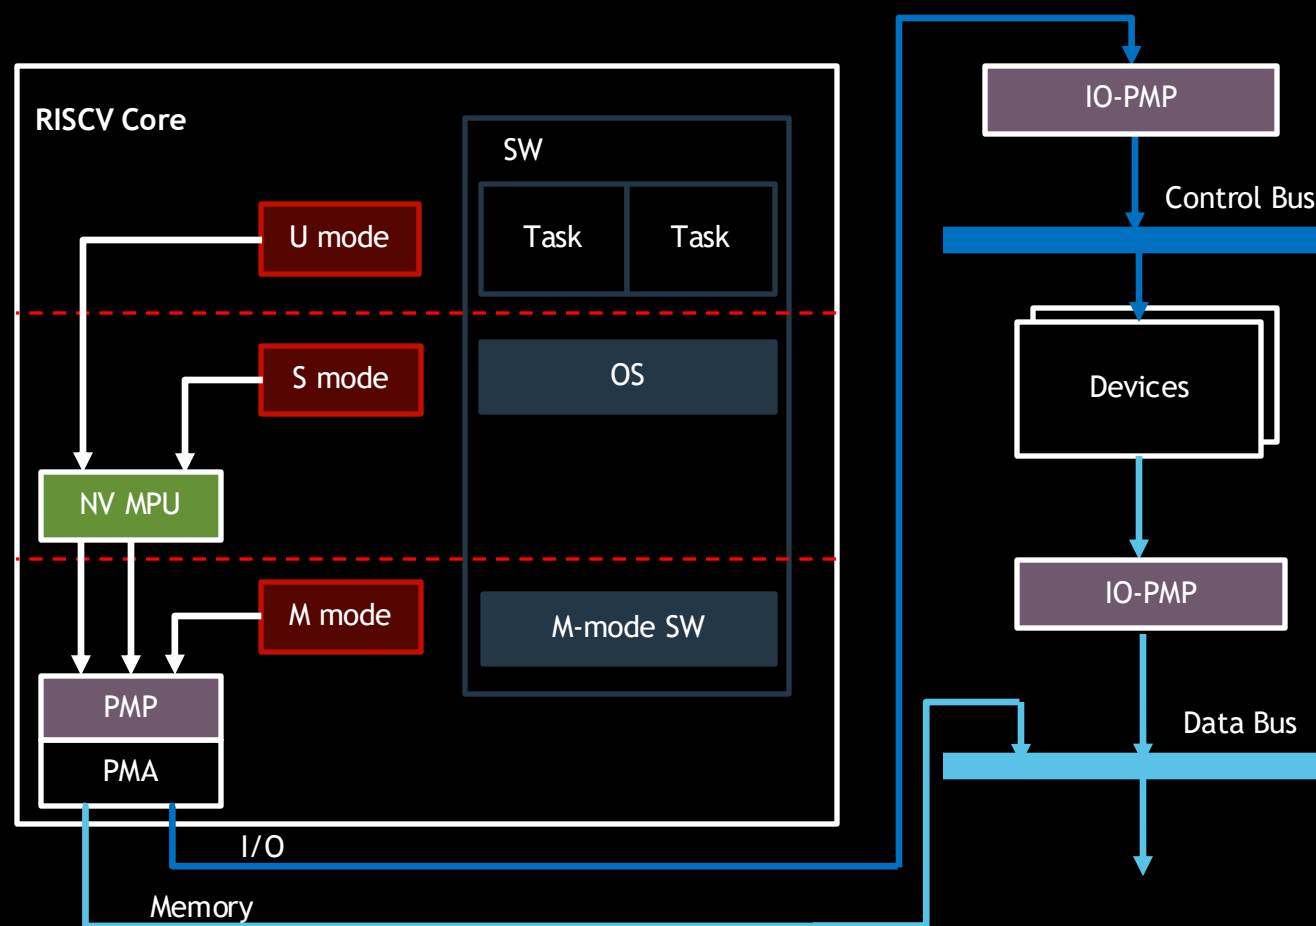 IO-PMP
RISCV Core
SW
Control Bus
U mode
Task
Task
S mode
OS
Devices
NV MPU
IO-PMP
M mode
M-mode SW
PMP
Data Bus
PMA
I/O
Memory